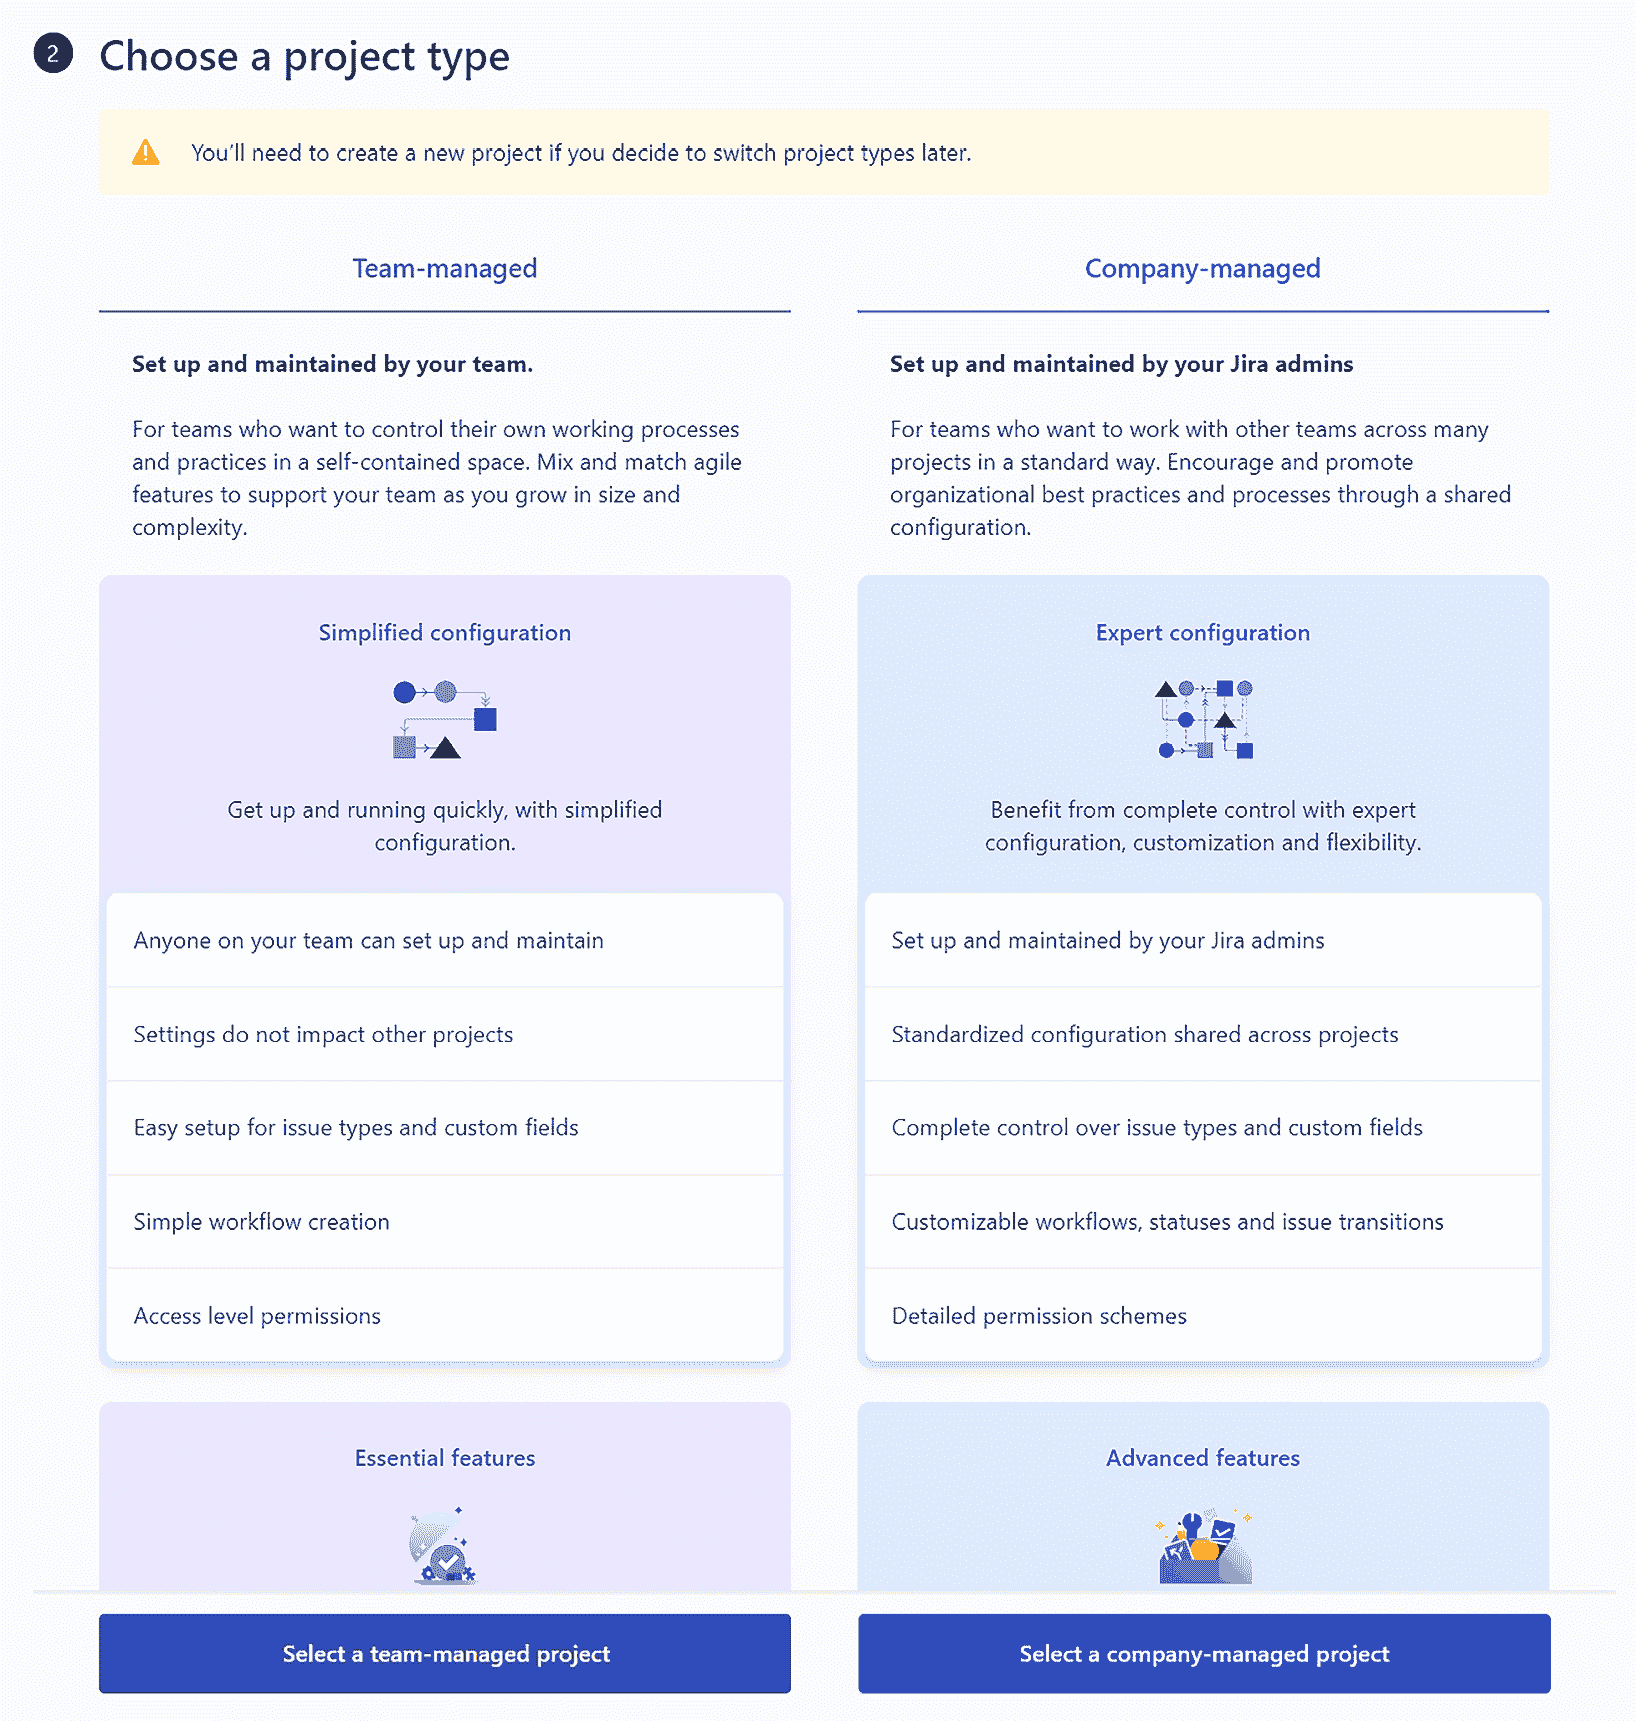 2 Choose a project type
You'll need to create a new project if you decide to switch project types later.
Team-managed
Set up and maintained by your team.
For teams who want to control their own working processes
and practices in a self-contained space. Mix and match agile
features to support your team as you grow in size and
complexity.
Simplified configuration
Get up and running quickly, with simplified
configuration.
Anyone on your team can set up and maintain
Settings do not impact other projects
Easy setup for issue types and custom fields
Simple workflow creation
Access level permissions
Essential features
Select a team-managed project
Company-managed
Set up and maintained by your Jira admins
For teams who want to work with other teams across many
projects in a standard way. Encourage and promote
organizational best practices and processes through a shared
configuration.
Expert configuration
Benefit from complete control with expert
configuration, customization and flexibility.
Set up and maintained by your Jira admins
Standardized configuration shared across projects
Complete control over issue types and custom fields
Customizable workflows, statuses and issue transitions
Detailed permission schemes
Advanced features
Select a company-managed project